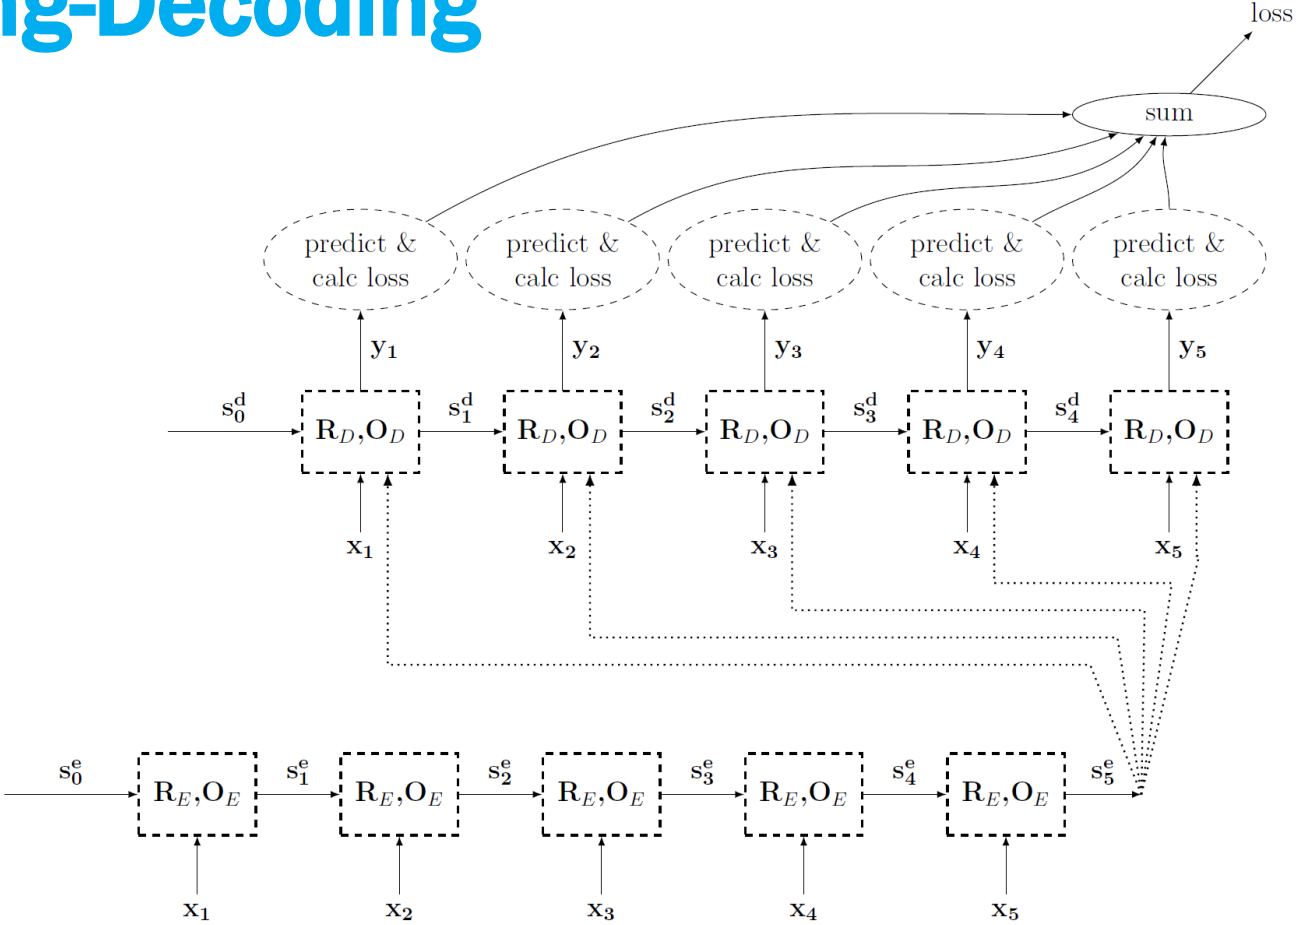 ng-Decoding
loss
sum
predict & calc loss
predict & calc loss
predict & calc loss
predict & calc loss
predict & calc loss
y₁ y₂ y₃ y₄ y₅
s₀ᵈ s₁ᵈ s₂ᵈ s₃ᵈ s₄ᵈ
R_D,O_D R_D,O_D R_D,O_D R_D,O_D R_D,O_D
x₁ x₂ x₃ x₄ x₅
s₀ᵉ s₁ᵉ s₂ᵉ s₃ᵉ s₄ᵉ s₅ᵉ
R_E,O_E R_E,O_E R_E,O_E R_E,O_E R_E,O_E
x₁ x₂ x₃ x₄ x₅